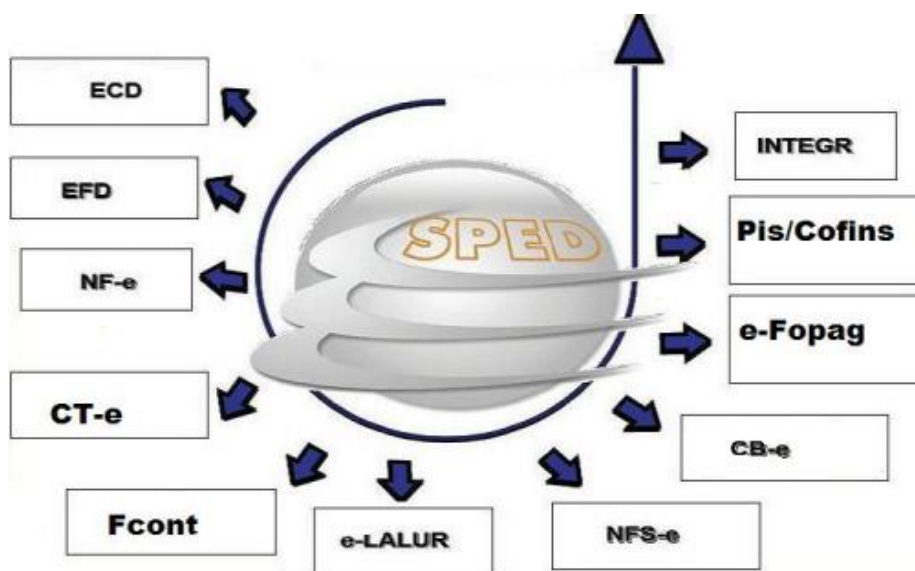 ECD
EFD
NF-e
CT-e
Fcont
e-LALUR
NFS-e
CB-e
e-Fopag
Pis/Cofins
INTEGR
SPED